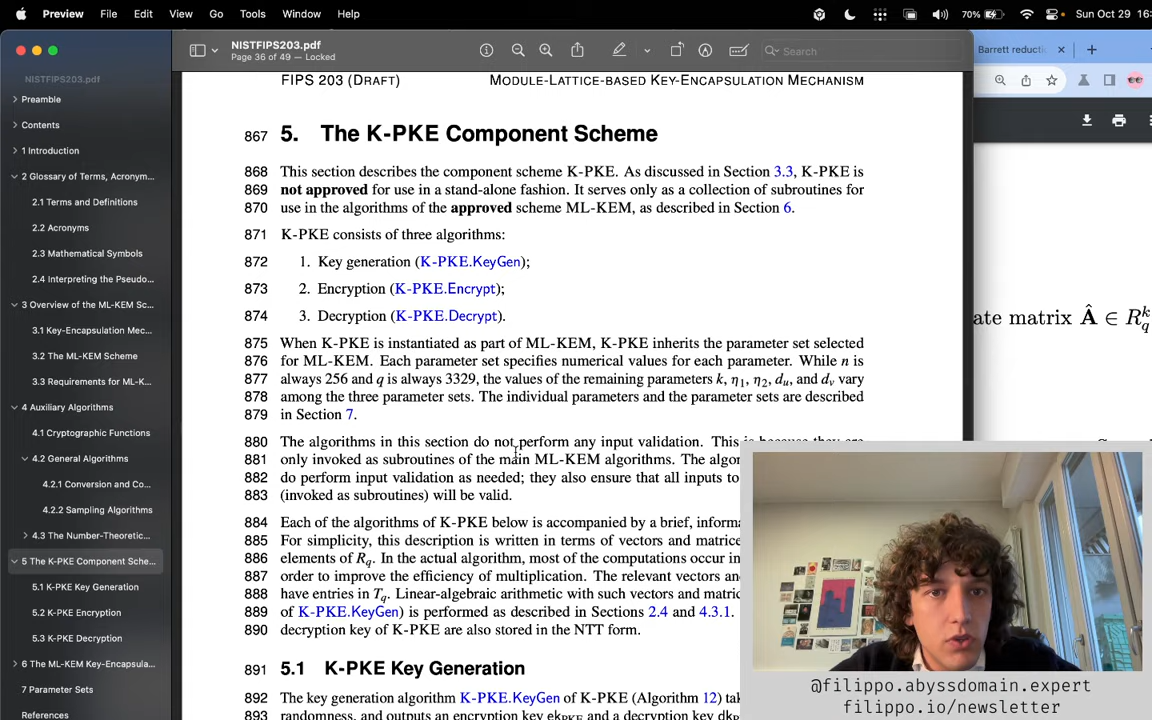 Preview File Edit View Go Tools Window Help
70% Sun Oct 29 16:
NISTFIPS203.pdf
Page 36 of 49 — Locked
Search
Barrett reducti
NISTFIPS203.pdf
Preamble
Contents
1 Introduction
2 Glossary of Terms, Acronym...
2.1 Terms and Definitions
2.2 Acronyms
2.3 Mathematical Symbols
2.4 Interpreting the Pseudo...
3 Overview of the ML-KEM Sc...
3.1 Key-Encapsulation Mec...
3.2 The ML-KEM Scheme
3.3 Requirements for ML-K...
4 Auxiliary Algorithms
4.1 Cryptographic Functions
4.2 General Algorithms
4.2.1 Conversion and Co...
4.2.2 Sampling Algorithms
4.3 The Number-Theoretic...
5 The K-PKE Component Sche...
5.1 K-PKE Key Generation
5.2 K-PKE Encryption
5.3 K-PKE Decryption
6 The ML-KEM Key-Encapsula...
7 Parameter Sets
References
FIPS 203 (DRAFT) MODULE-LATTICE-BASED KEY-ENCAPSULATION MECHANISM
867 5. The K-PKE Component Scheme
868 This section describes the component scheme K-PKE. As discussed in Section 3.3, K-PKE is
869 not approved for use in a stand-alone fashion. It serves only as a collection of subroutines for
870 use in the algorithms of the approved scheme ML-KEM, as described in Section 6.
871 K-PKE consists of three algorithms:
872 1. Key generation (K-PKE.KeyGen);
873 2. Encryption (K-PKE.Encrypt);
874 3. Decryption (K-PKE.Decrypt).
875 When K-PKE is instantiated as part of ML-KEM, K-PKE inherits the parameter set selected
876 for ML-KEM. Each parameter set specifies numerical values for each parameter. While n is
877 always 256 and q is always 3329, the values of the remaining parameters k, η1, η2, du, and dv vary
878 among the three parameter sets. The individual parameters and the parameter sets are described
879 in Section 7.
880 The algorithms in this section do not perform any input validation. This is because they are
881 only invoked as subroutines of the main ML-KEM algorithms. The algor
882 do perform input validation as needed; they also ensure that all inputs to
883 (invoked as subroutines) will be valid.
884 Each of the algorithms of K-PKE below is accompanied by a brief, informa
885 For simplicity, this description is written in terms of vectors and matrice
886 elements of Rq. In the actual algorithm, most of the computations occur in
887 order to improve the efficiency of multiplication. The relevant vectors and
888 have entries in Tq. Linear-algebraic arithmetic with such vectors and matric
889 of K-PKE.KeyGen) is performed as described in Sections 2.4 and 4.3.1.
890 decryption key of K-PKE are also stored in the NTT form.
891 5.1 K-PKE Key Generation
892 The key generation algorithm K-PKE.KeyGen of K-PKE (Algorithm 12) tak
893 randomness, and outputs an encryption key ekPKE and a decryption key dkP
ate matrix Â ∈ R^k_q
@filippo.abyssdomain.expert
filippo.io/newsletter